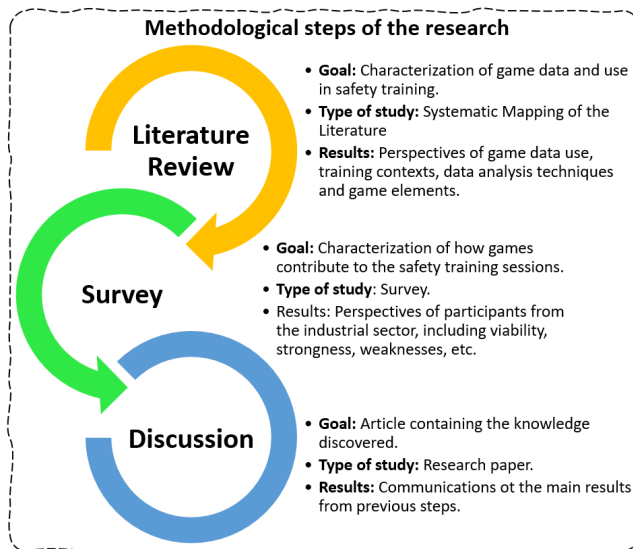 Methodological steps of the research
Literature
Review
• Goal: Characterization of game data and use
in safety training.
• Type of study: Systematic Mapping of the
Literature
• Results: Perspectives of game data use,
training contexts, data analysis techniques
and game elements.
Survey
• Goal: Characterization of how games
contribute to the safety training sessions.
• Type of study: Survey.
• Results: Perspectives of participants from
the industrial sector, including viability,
strongness, weaknesses, etc.
Discussion
• Goal: Article containing the knowledge
discovered.
• Type of study: Research paper.
• Results: Communications ot the main results
from previous steps.